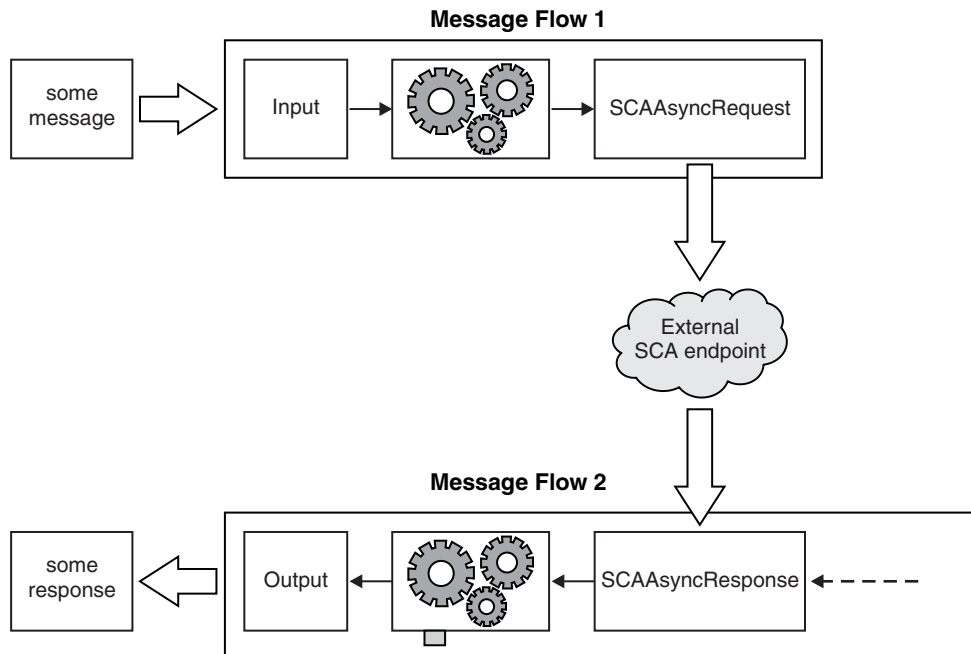 Message Flow 1
some
message
Input
SCAAsyncRequest
External
SCA endpoint
Message Flow 2
some
response
Output
SCAAsyncResponse